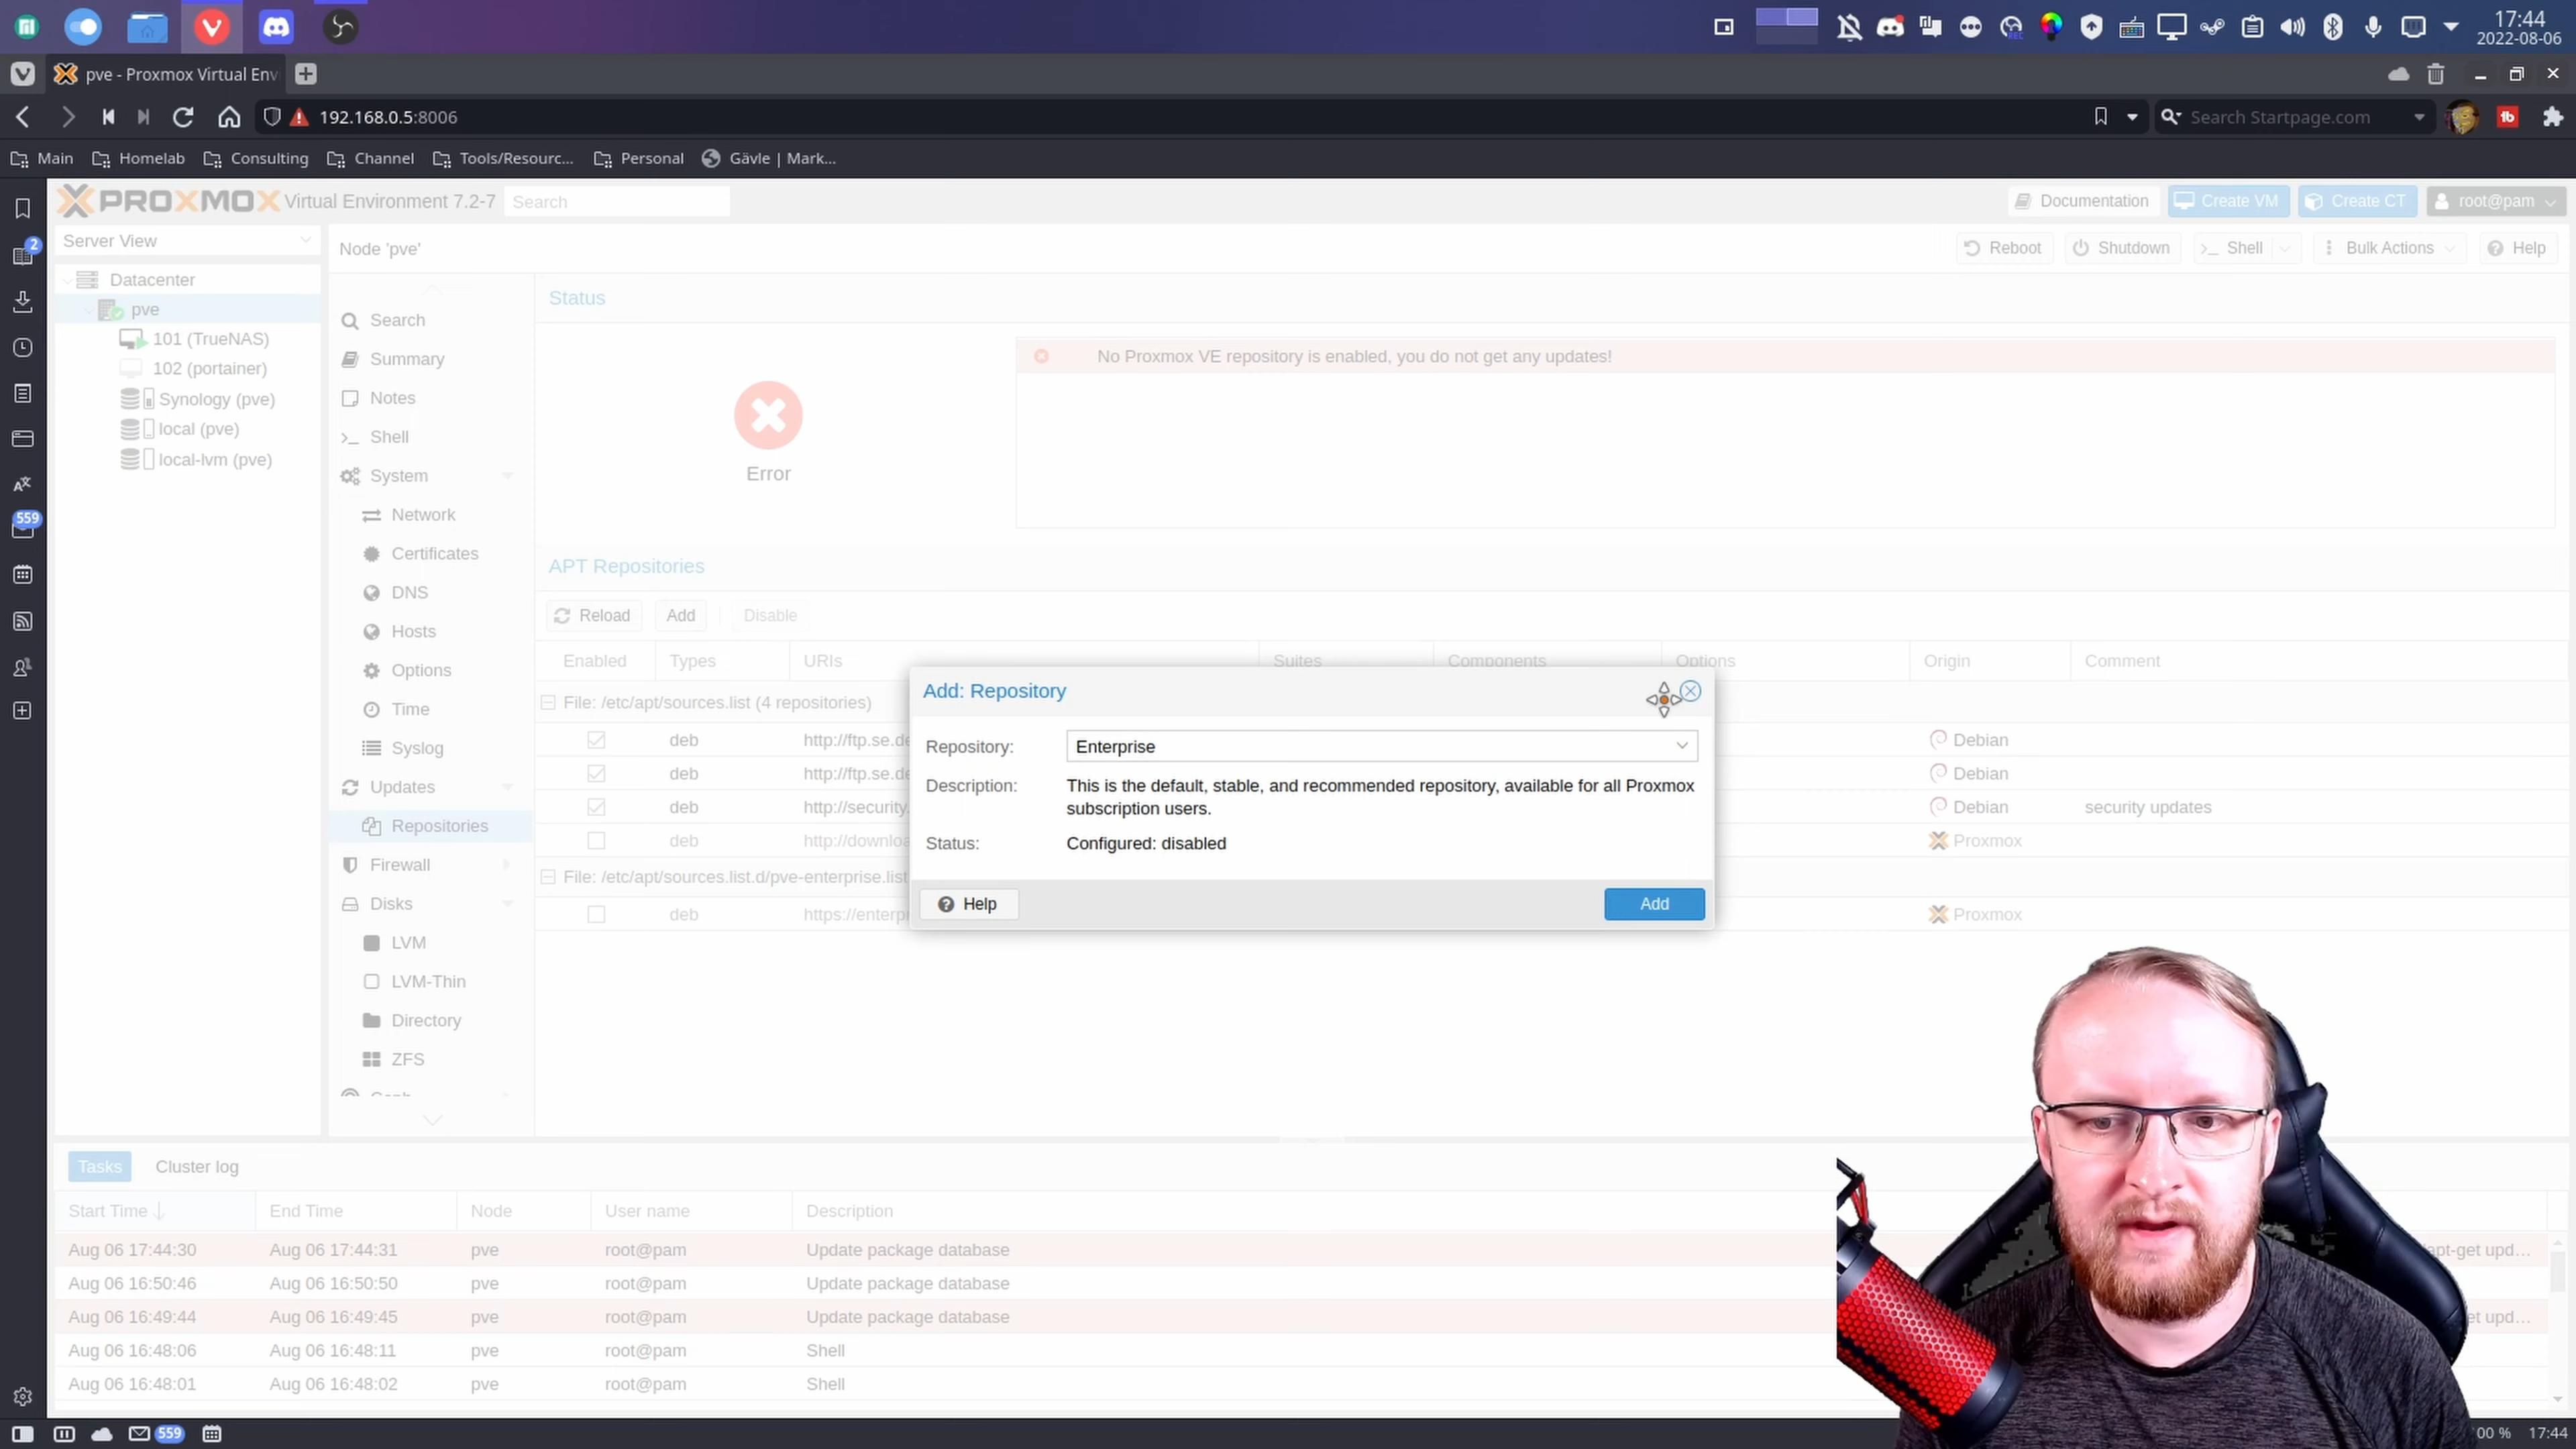 17:44
2022-08-06
pve - Proxmox Virtual Env
192.168.0.5:8006
Search Startpage.com
Main
Homelab
Consulting
Channel
Tools/Resourc...
Personal
Gävle | Mark...
PROXMOX Virtual Environment 7.2-7
Search
Documentation
Create VM
Create CT
root@pam
Server View
Node 'pve'
Reboot
Shutdown
Shell
Bulk Actions
Help
Datacenter
pve
101 (TrueNAS)
102 (portainer)
Synology (pve)
local (pve)
local-lvm (pve)
2
559
Search
Summary
Notes
Shell
System
Network
Certificates
DNS
Hosts
Options
Time
Syslog
Updates
Repositories
Firewall
Disks
LVM
LVM-Thin
Directory
ZFS
Status
No Proxmox VE repository is enabled, you do not get any updates!
Error
APT Repositories
Reload
Add
Disable
Enabled
Types
URIs
Suites
Components
Options
Origin
Comment
File: /etc/apt/sources.list (4 repositories)
deb
http://ftp.se.de
Debian
deb
http://ftp.se.de
Debian
deb
http://security.
Debian
security updates
deb
http://downloa
Proxmox
File: /etc/apt/sources.list.d/pve-enterprise.list
deb
https://enterpr
Proxmox
Add: Repository
Repository:
Enterprise
Description:
This is the default, stable, and recommended repository, available for all Proxmox
subscription users.
Status:
Configured: disabled
Help
Add
Tasks
Cluster log
Start Time
End Time
Node
User name
Description
Aug 06 17:44:30
Aug 06 17:44:31
pve
root@pam
Update package database
apt-get upd...
Aug 06 16:50:46
Aug 06 16:50:50
pve
root@pam
Update package database
Aug 06 16:49:44
Aug 06 16:49:45
pve
root@pam
Update package database
et upd...
Aug 06 16:48:06
Aug 06 16:48:11
pve
root@pam
Shell
Aug 06 16:48:01
Aug 06 16:48:02
pve
root@pam
Shell
559
00 %
17:44